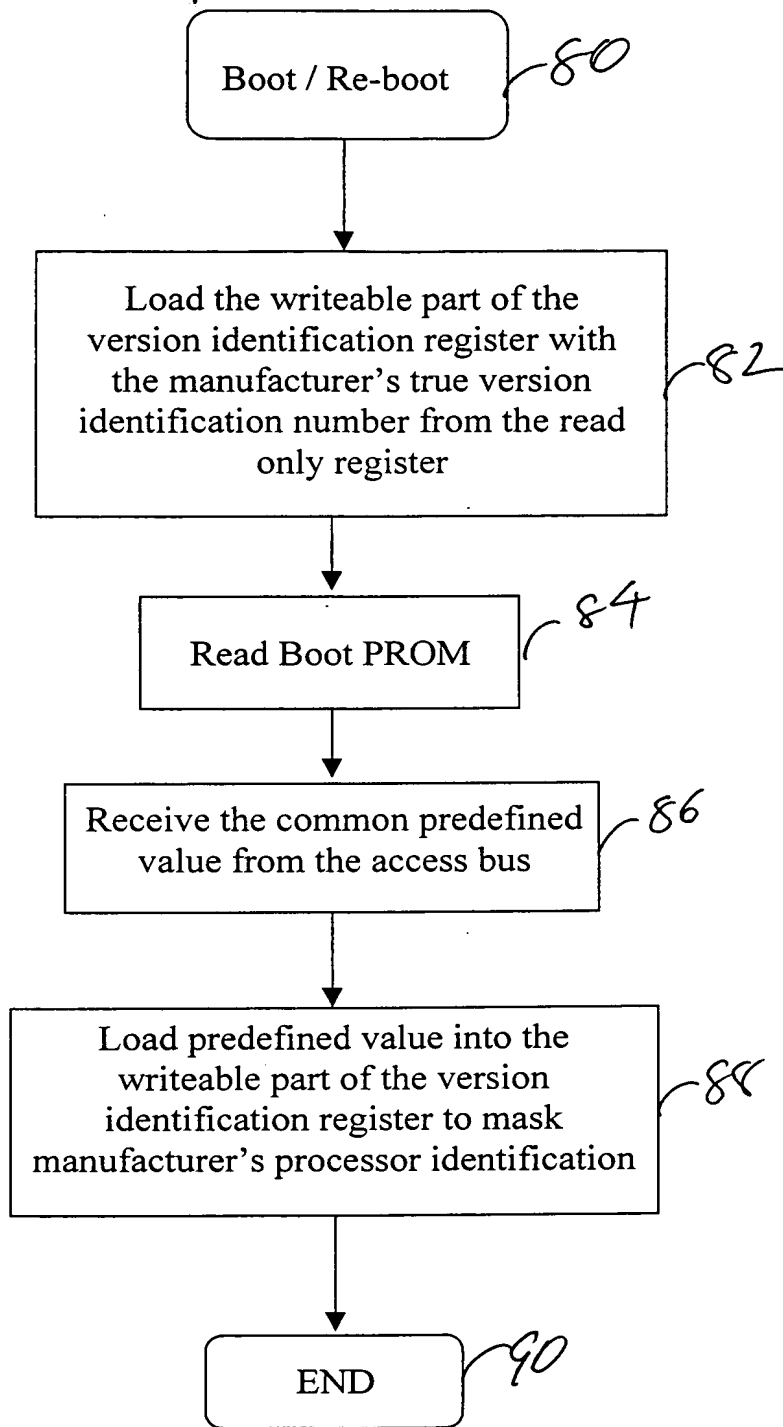 Boot / Re-boot
80
Load the writeable part of the
version identification register with
the manufacturer's true version
identification number from the read
only register
82
Read Boot PROM
84
Receive the common predefined
value from the access bus
86
Load predefined value into the
writeable part of the version
identification register to mask
manufacturer's processor identification
88
END
90